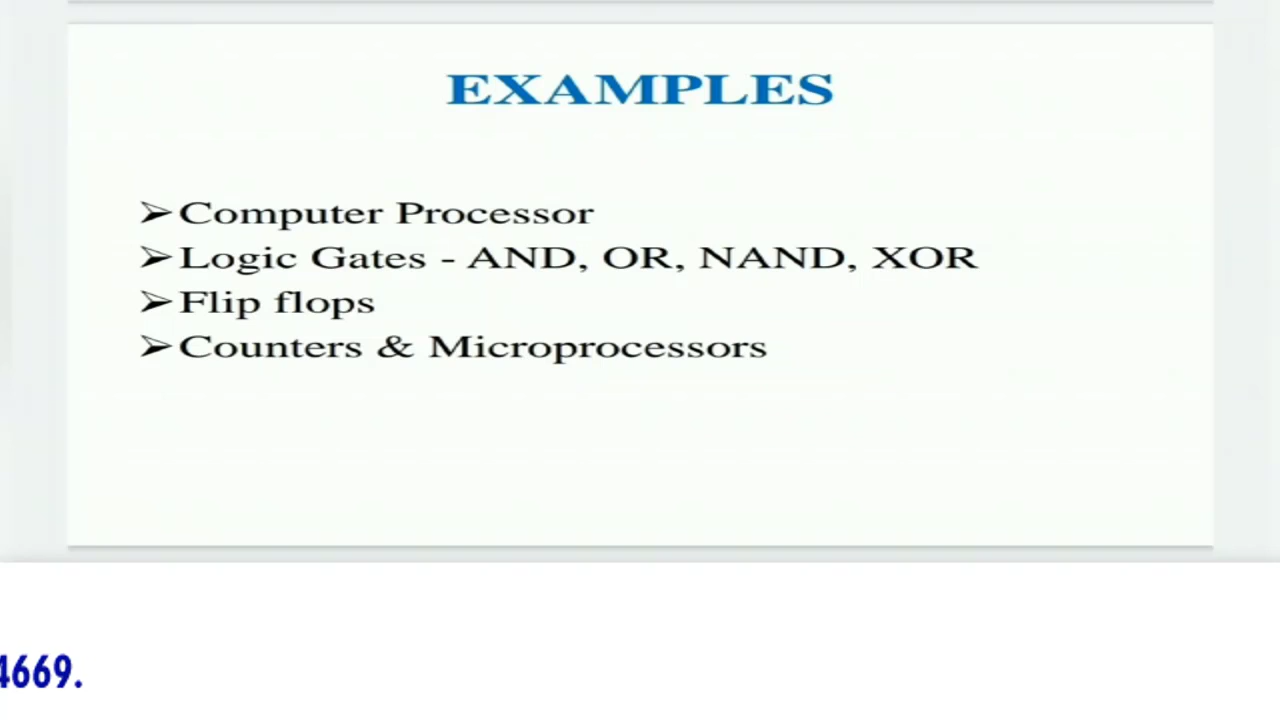 EXAMPLES
➢Computer Processor
➢Logic Gates - AND, OR, NAND, XOR
➢Flip flops
➢Counters & Microprocessors
4669.